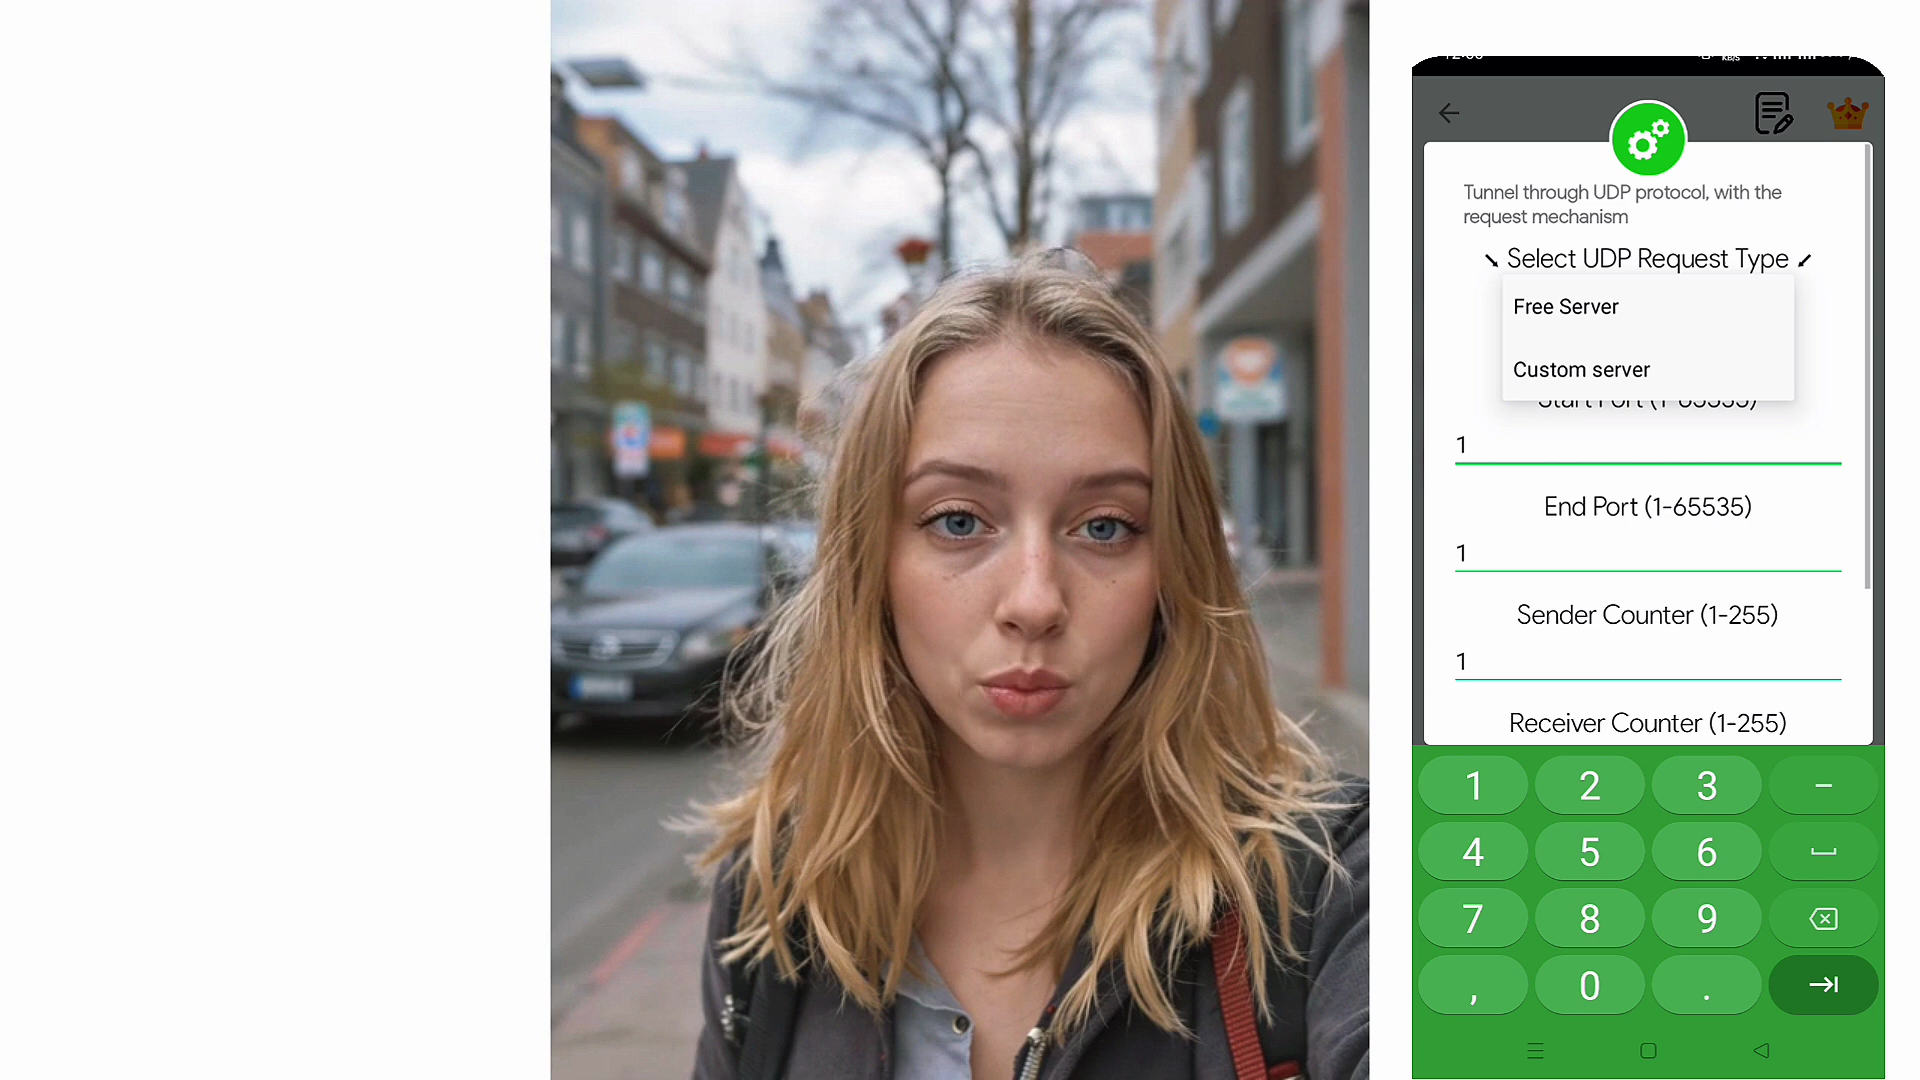 Tunnel through UDP protocol, with the
request mechanism
Select UDP Request Type
Free Server
Custom server
1
End Port (1-65535)
1
Sender Counter (1-255)
1
Receiver Counter (1-255)
1 2 3 –
4 5 6
7 8 9
, 0 .